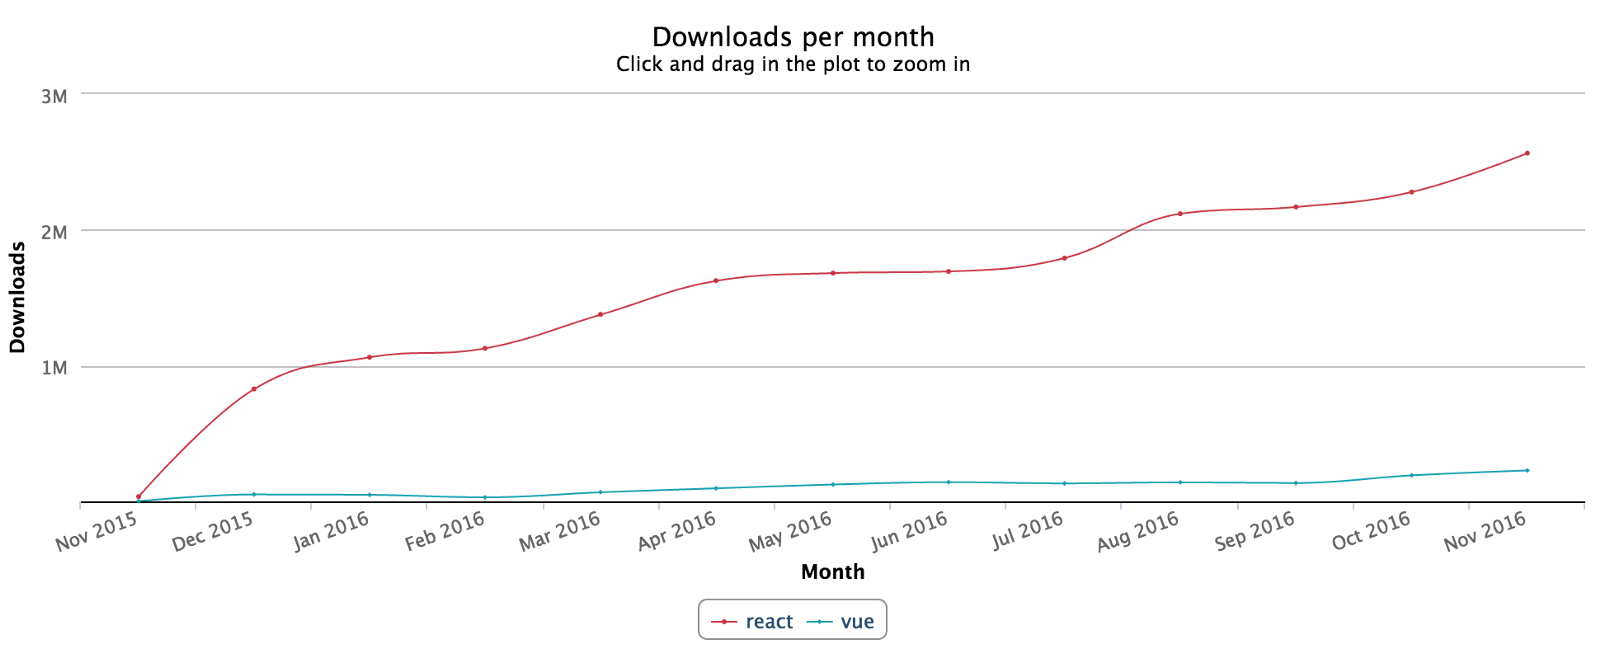 Downloads per month
Click and drag in the plot to zoom in
3M
2M
1M
Downloads
Nov 2015 Dec 2015 Jan 2016 Feb 2016 Mar 2016 Apr 2016 May 2016 Jun 2016 Jul 2016 Aug 2016 Sep 2016 Oct 2016 Nov 2016
Month
react vue